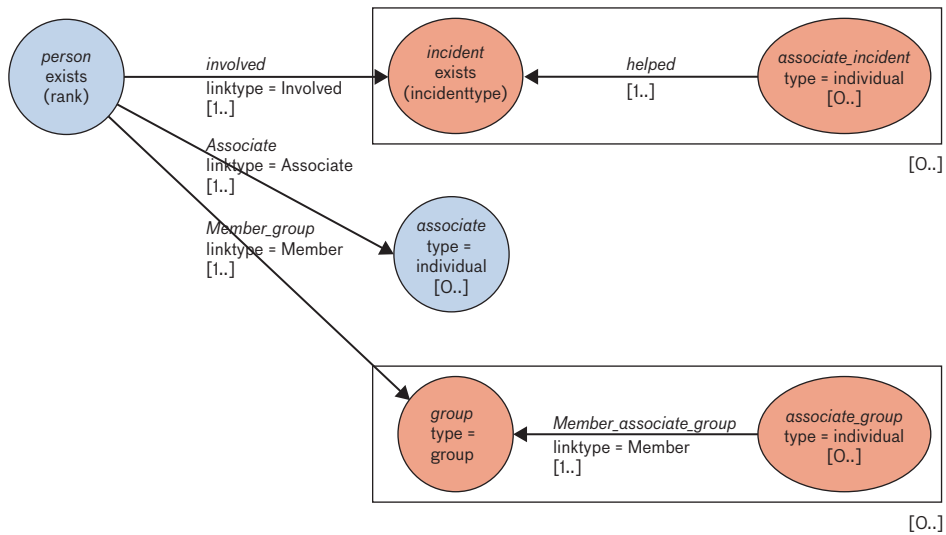 person
exists
(rank)
involved
linktype = Involved
[1..]
incident
exists
(incidenttype)
helped
[1..]
associate_incident
type = individual
[0..]
[0..]
Associate
linktype = Associate
[1..]
associate
type =
individual
[0..]
Member_group
linktype = Member
[1..]
group
type =
group
Member_associate_group
linktype = Member
[1..]
associate_group
type = individual
[0..]
[0..]